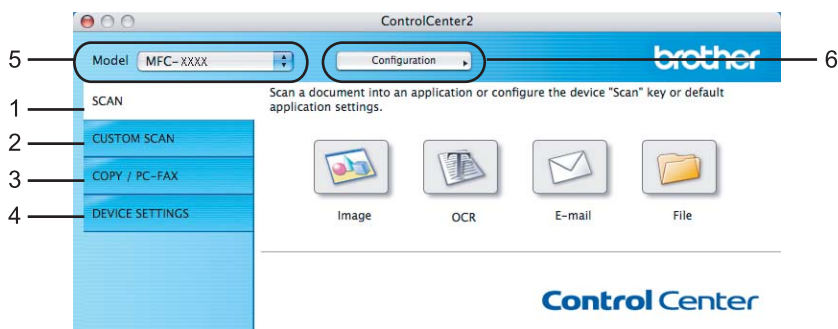 ControlCenter2
5
Model MFC-XXXX
Configuration
brother
6
1
SCAN
Scan a document into an application or configure the device "Scan" key or default
application settings.
2
CUSTOM SCAN
3
COPY / PC-FAX
4
DEVICE SETTINGS
Image
OCR
E-mail
File
Control Center